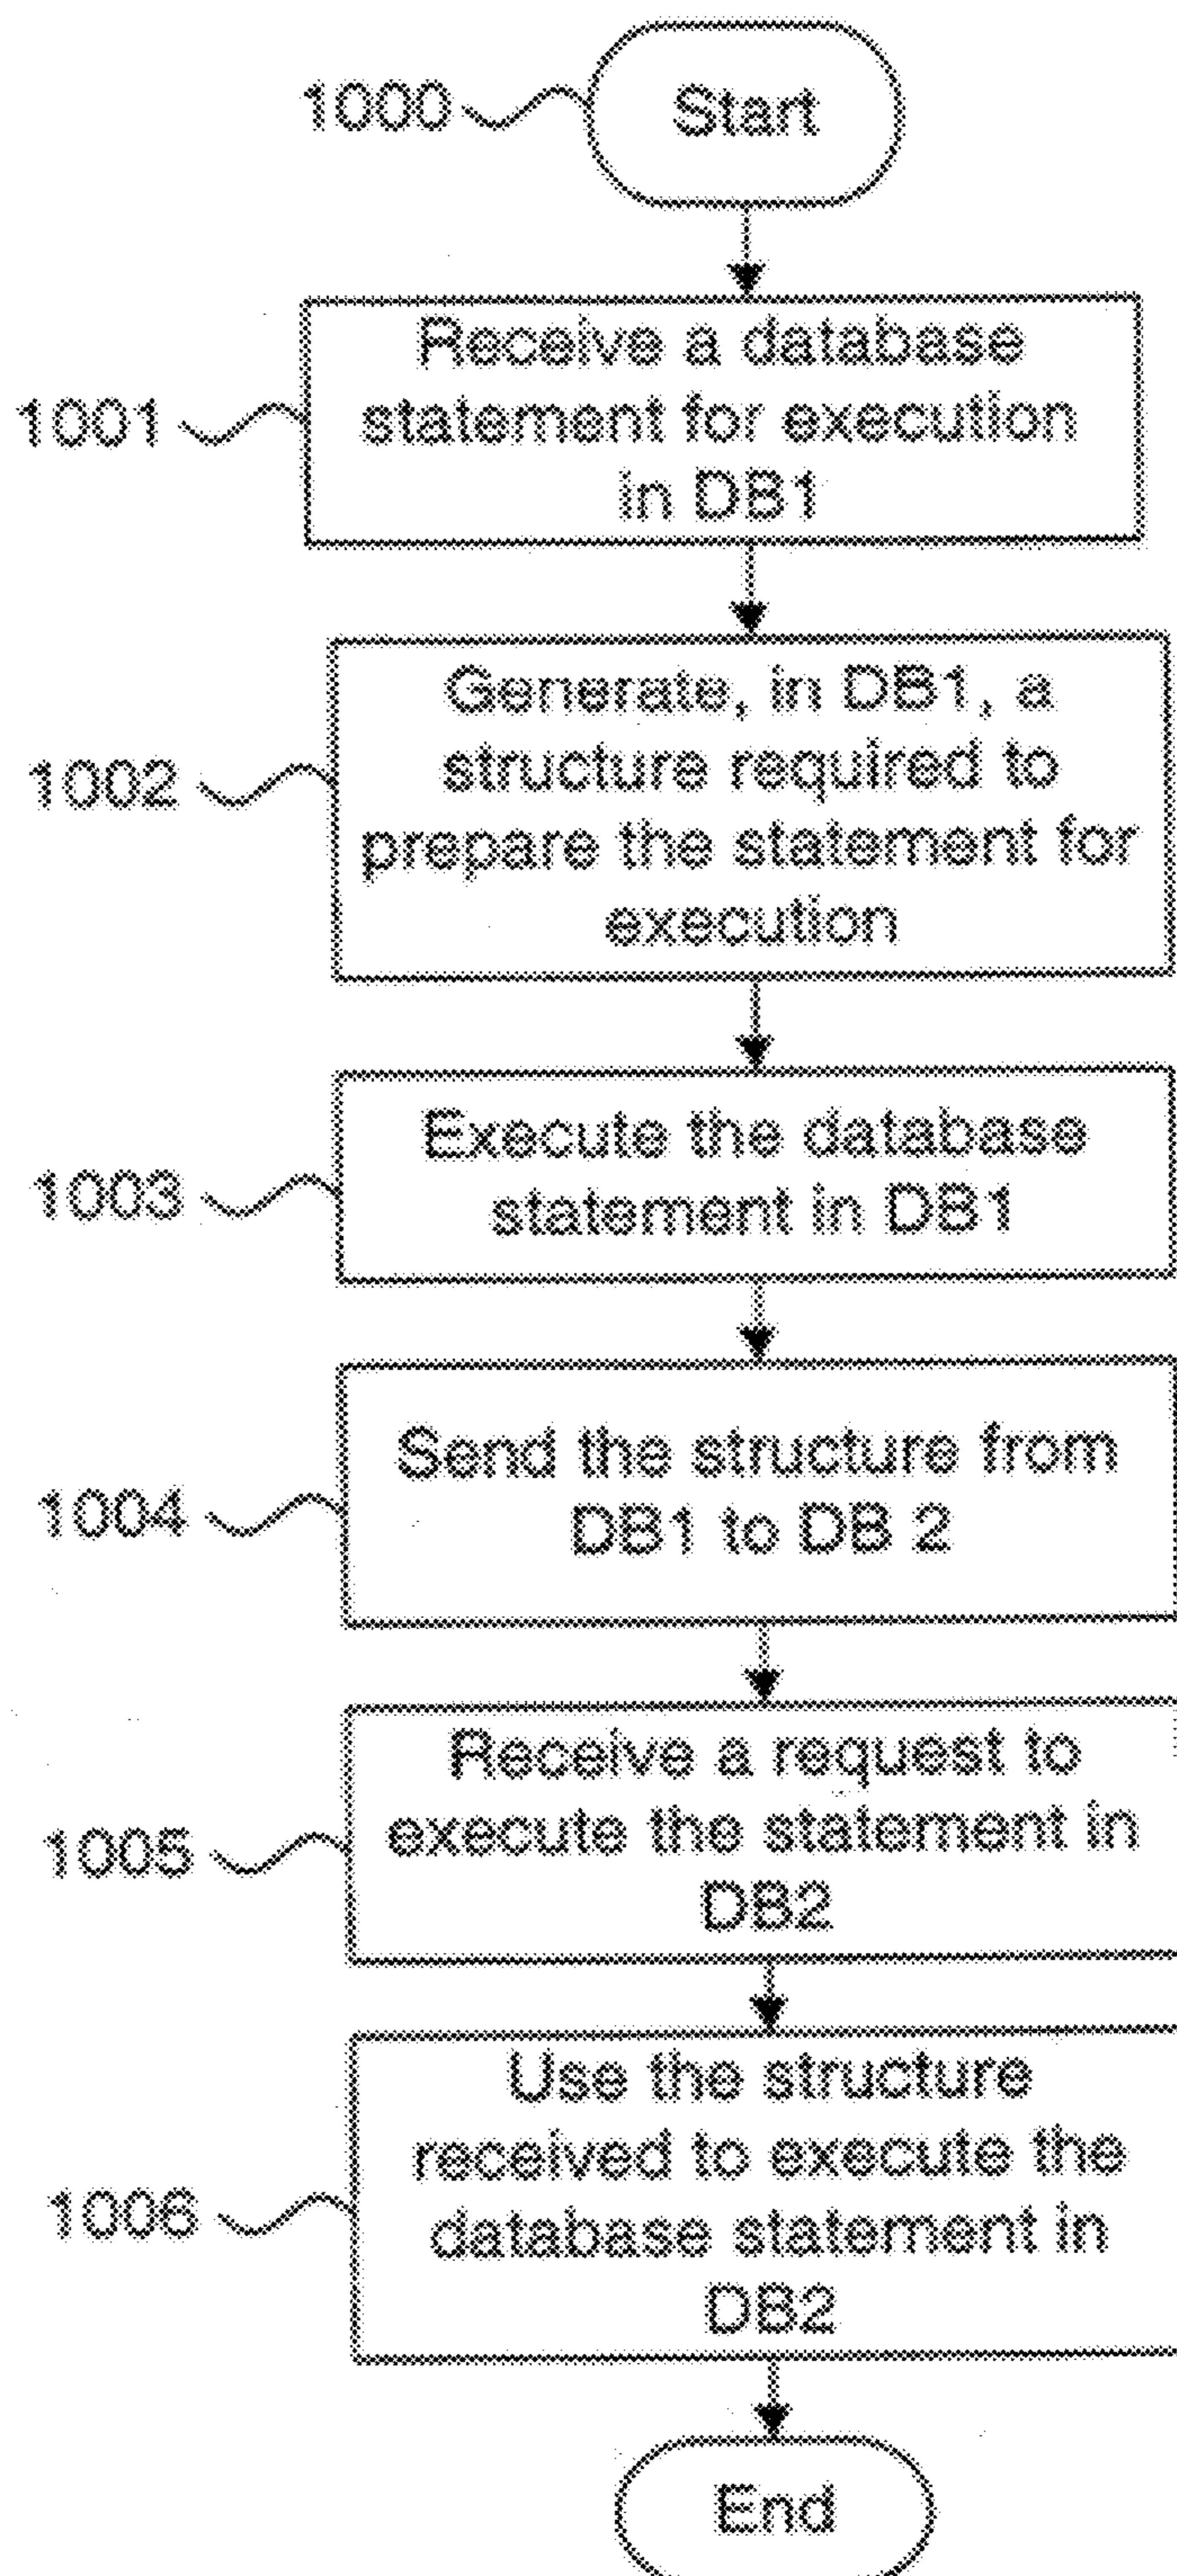 1000
Start
1001
Receive a database
statement for execution
in DB1
1002
Generate, in DB1, a
structure required to
prepare the statement for
execution
1003
Execute the database
statement in DB1
1004
Send the structure from
DB1 to DB 2
1005
Receive a request to
execute the statement in
DB2
1006
Use the structure
received to execute the
database statement in
DB2
End